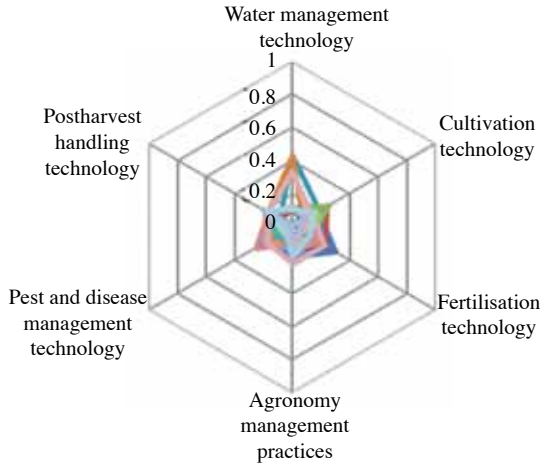 Water management
technology
1
0.8
0.6
0.4
0.2
0
Cultivation
technology
Fertilisation
technology
Agronomy
management
practices
Pest and disease
management
technology
Postharvest
handling
technology